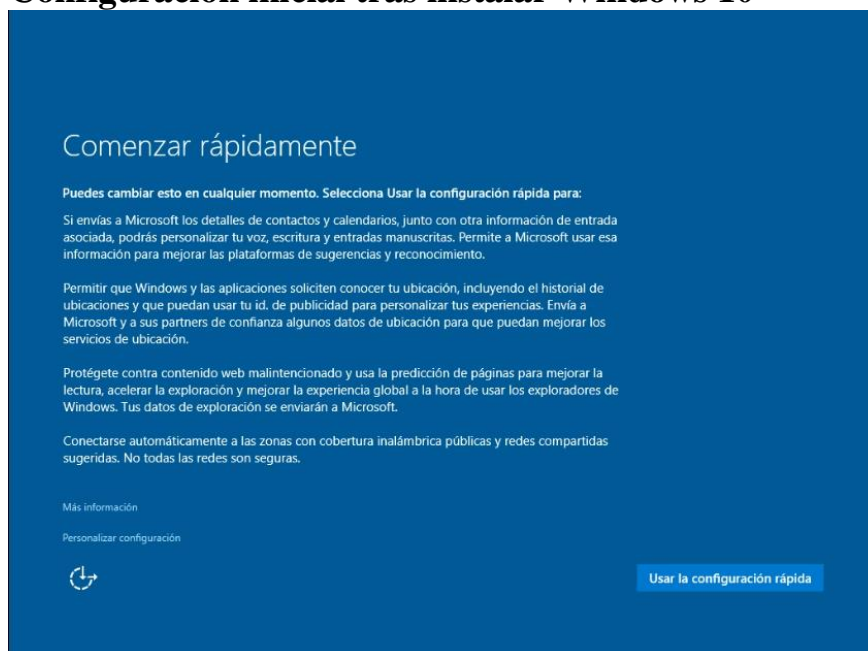 Configuración inicial tras instalar Windows 10
Comenzar rápidamente
Puedes cambiar esto en cualquier momento. Selecciona Usar la configuración rápida para:
Si envías a Microsoft los detalles de contactos y calendarios, junto con otra información de entrada
asociada, podrás personalizar tu voz, escritura y entradas manuscritas. Permite a Microsoft usar esa
información para mejorar las plataformas de sugerencias y reconocimiento.
Permitir que Windows y las aplicaciones soliciten conocer tu ubicación, incluyendo el historial de
ubicaciones y que puedan usar tu id. de publicidad para personalizar tus experiencias. Envía a
Microsoft y a sus partners de confianza algunos datos de ubicación para que puedan mejorar los
servicios de ubicación.
Protégete contra contenido web malintencionado y usa la predicción de páginas para mejorar la
lectura, acelerar la exploración y mejorar la experiencia global a la hora de usar los exploradores de
Windows. Tus datos de exploración se enviarán a Microsoft.
Conectarse automáticamente a las zonas con cobertura inalámbrica públicas y redes compartidas
sugeridas. No todas las redes son seguras.
Más información
Personalizar configuración
Usar la configuración rápida